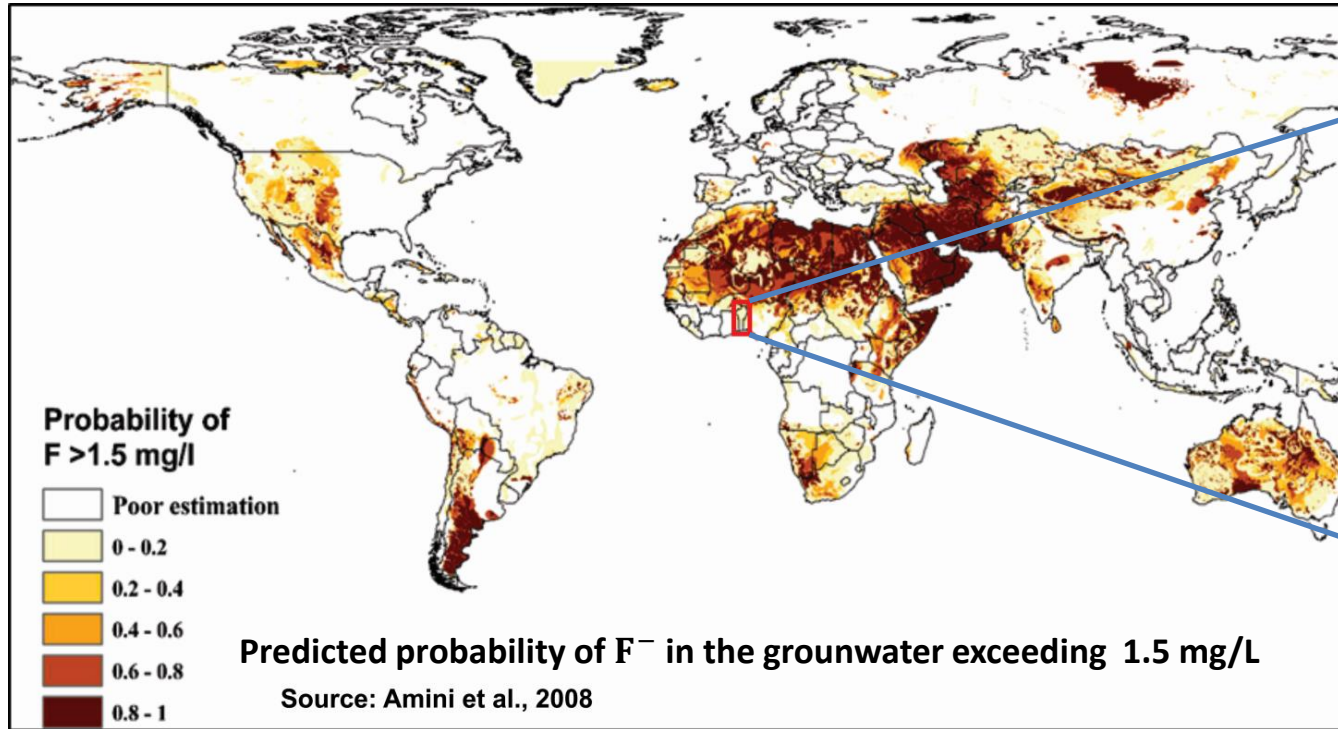 Probability of
F >1.5 mg/l
Poor estimation
0 - 0.2
0.2 - 0.4
0.4 - 0.6
0.6 - 0.8
0.8 - 1
Predicted probability of F⁻ in the grounwater exceeding 1.5 mg/L
Source: Amini et al., 2008